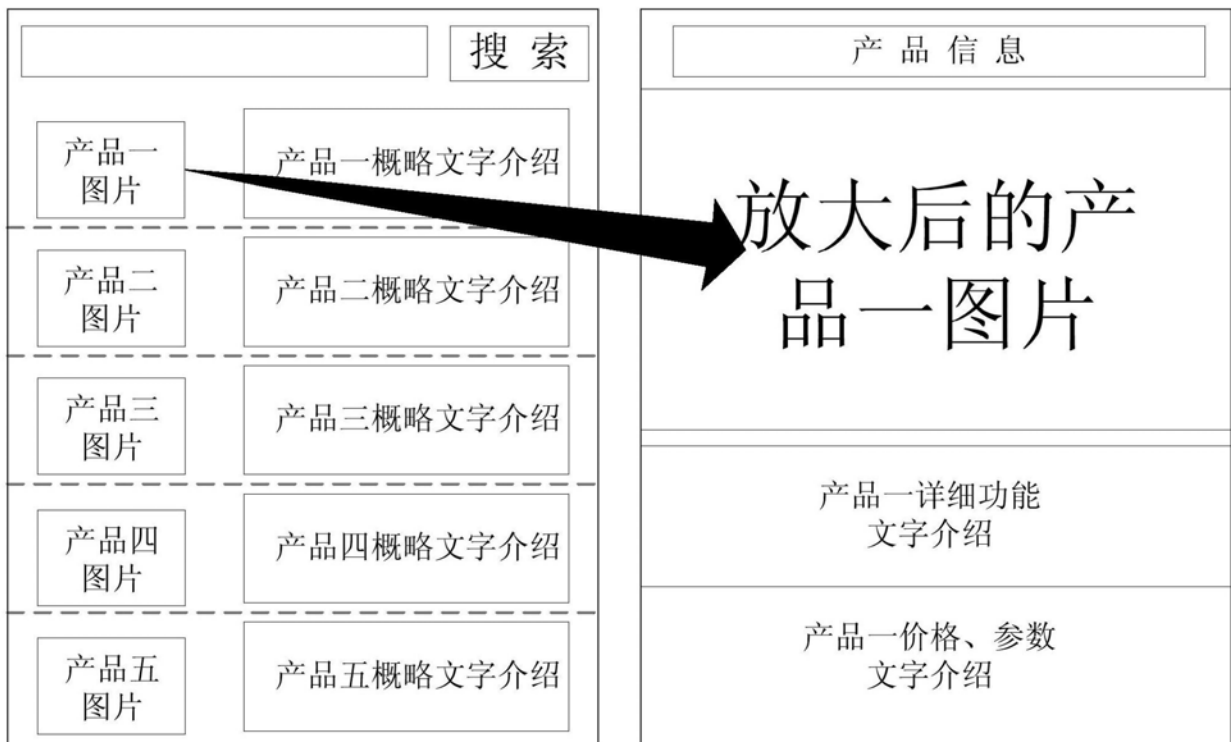 搜 索
产品一
图片
产品一概略文字介绍
产品二
图片
产品二概略文字介绍
产品三
图片
产品三概略文字介绍
产品四
图片
产品四概略文字介绍
产品五
图片
产品五概略文字介绍
产 品 信 息
放大后的产
品一图片
产品一详细功能
文字介绍
产品一价格、参数
文字介绍